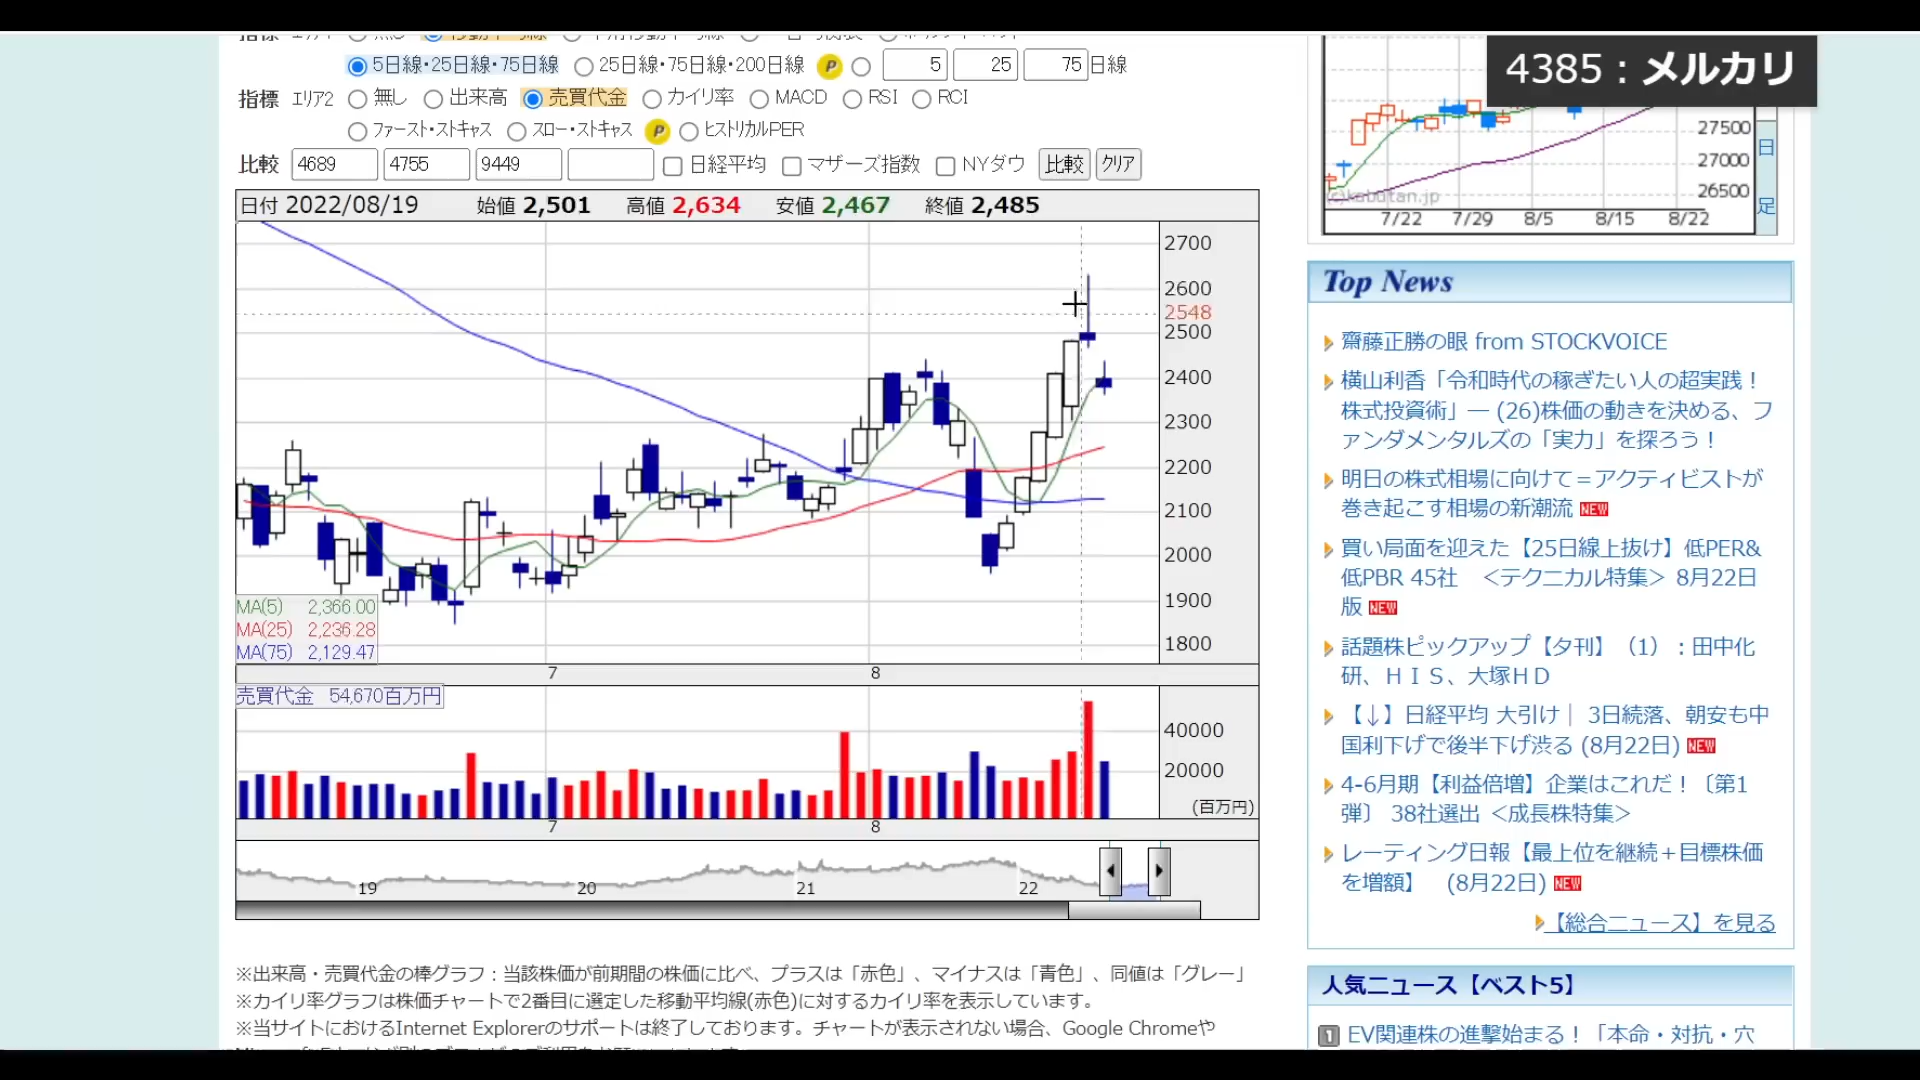 4385：メルカリ
5日線・25日線・75日線 25日線・75日線・200日線 P 5 25 75 日線
指標 エリア2 無し 出来高 売買代金 カイリ率 MACD RSI RCI
ファースト・ストキャス スロー・ストキャス P ヒストリカルPER
比較 4689 4755 9449 日経平均 マザーズ指数 NYダウ 比較 クリア
日付 2022/08/19 始値 2,501 高値 2,634 安値 2,467 終値 2,485
2700
2600
2548
2500
2400
2300
2200
2100
2000
1900
1800
MA(5) 2,366.00
MA(25) 2,236.28
MA(75) 2,129.47
7 8
売買代金 54,670百万円
40000
20000
(百万円)
7 8
19 20 21 22
※出来高・売買代金の棒グラフ：当該株価が前期間の株価に比べ、プラスは「赤色」、マイナスは「青色」、同値は「グレー」
※カイリ率グラフは株価チャートで2番目に選定した移動平均線(赤色)に対するカイリ率を表示しています。
※当サイトにおけるInternet Explorerのサポートは終了しております。チャートが表示されない場合、Google Chromeや
27500
27000
26500
(c)kabutan.jp
7/22 7/29 8/5 8/15 8/22
日
足
Top News
齋藤正勝の眼 from STOCKVOICE
横山利香「令和時代の稼ぎたい人の超実践！
株式投資術」― (26)株価の動きを決める、フ
ァンダメンタルズの「実力」を探ろう！
明日の株式相場に向けて＝アクティビストが
巻き起こす相場の新潮流 NEW
買い局面を迎えた【25日線上抜け】低PER&
低PBR 45社　＜テクニカル特集＞ 8月22日
版 NEW
話題株ピックアップ【夕刊】（1）：田中化
研、ＨＩＳ、大塚ＨＤ
【↓】日経平均 大引け｜ 3日続落、朝安も中
国利下げで後半下げ渋る (8月22日) NEW
4-6月期【利益倍増】企業はこれだ！〔第1
弾〕 38社選出 ＜成長株特集＞
レーティング日報【最上位を継続＋目標株価
を増額】　(8月22日) NEW
【総合ニュース】を見る
人気ニュース【ベスト5】
1 EV関連株の進撃始まる！「本命・対抗・穴